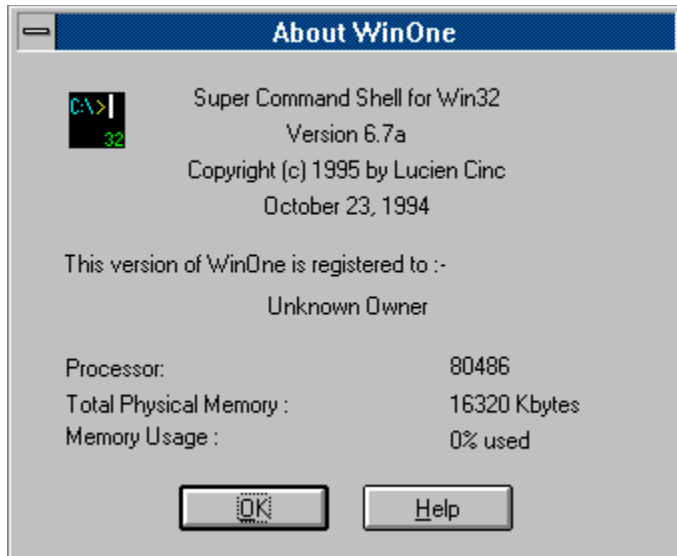 About WinOne
C:\>
32
Super Command Shell for Win32
Version 6.7a
Copyright (c) 1995 by Lucien Cinc
October 23, 1994
This version of WinOne is registered to :-
Unknown Owner
Processor: 80486
Total Physical Memory : 16320 Kbytes
Memory Usage : 0% used
OK Help